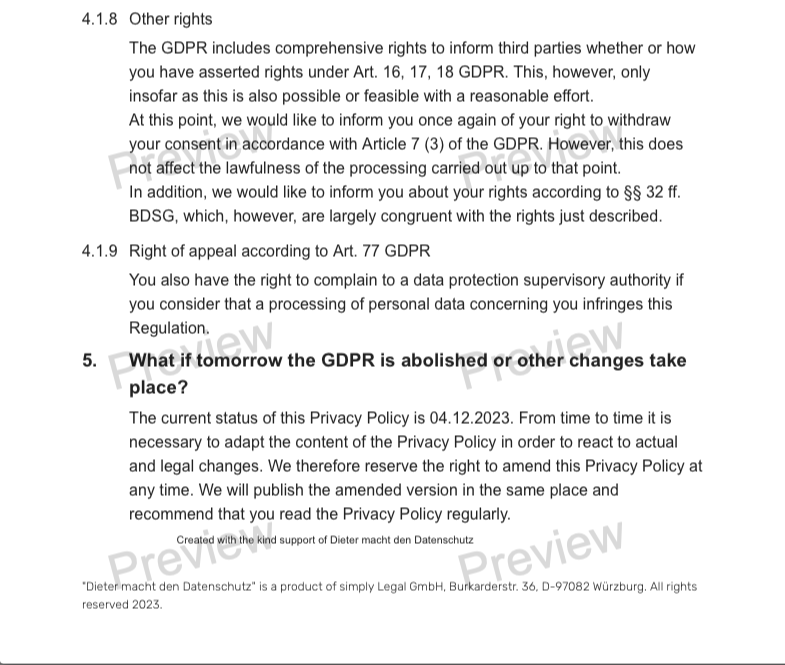 4.1.8 Other rights
The GDPR includes comprehensive rights to inform third parties whether or how
you have asserted rights under Art. 16, 17, 18 GDPR. This, however, only
insofar as this is also possible or feasible with a reasonable effort.
At this point, we would like to inform you once again of your right to withdraw
your consent in accordance with Article 7 (3) of the GDPR. However, this does
not affect the lawfulness of the processing carried out up to that point.
Preview Preview
In addition, we would like to inform you about your rights according to §§ 32 ff.
BDSG, which, however, are largely congruent with the rights just described.
4.1.9 Right of appeal according to Art. 77 GDPR
You also have the right to complain to a data protection supervisory authority if
you consider that a processing of personal data concerning you infringes this
Regulation.
Preview Preview
5. What if tomorrow the GDPR is abolished or other changes take
place?
The current status of this Privacy Policy is 04.12.2023. From time to time it is
necessary to adapt the content of the Privacy Policy in order to react to actual
and legal changes. We therefore reserve the right to amend this Privacy Policy at
any time. We will publish the amended version in the same place and
recommend that you read the Privacy Policy regularly.
Created with the kind support of Dieter macht den Datenschutz
Preview Preview
"Dieter macht den Datenschutz" is a product of simply Legal GmbH, Burkarderstr. 36, D-97082 Würzburg. All rights
reserved 2023.